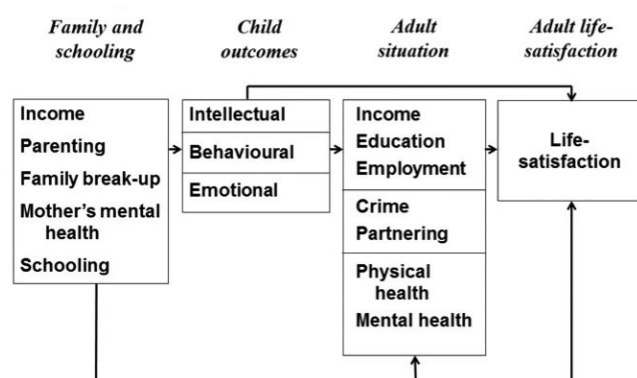 Family and
schooling
Child
outcomes
Adult
situation
Adult life-
satisfaction
Income
Parenting
Family break-up
Mother's mental
health
Schooling
Intellectual
Behavioural
Emotional
Income
Education
Employment
Crime
Partnering
Physical
health
Mental health
Life-
satisfaction